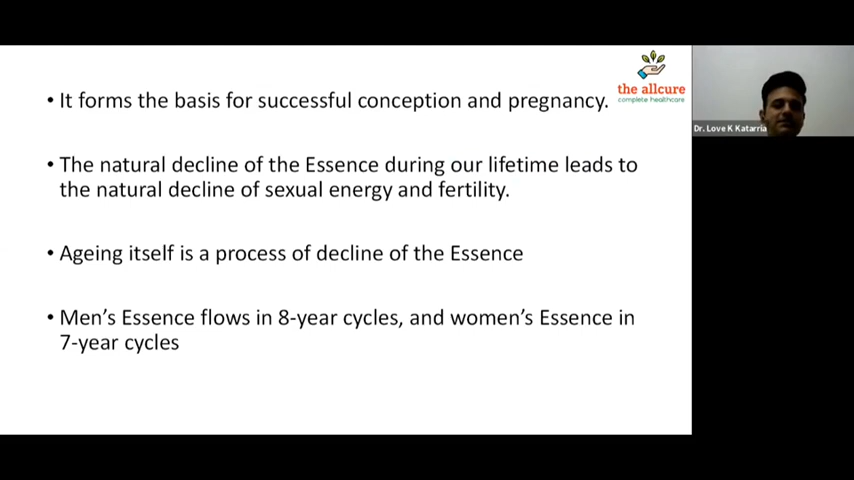 • It forms the basis for successful conception and pregnancy.
• The natural decline of the Essence during our lifetime leads to
the natural decline of sexual energy and fertility.
• Ageing itself is a process of decline of the Essence
• Men’s Essence flows in 8-year cycles, and women’s Essence in
7-year cycles
the allcure
complete healthcare
Dr. Love K Katarria